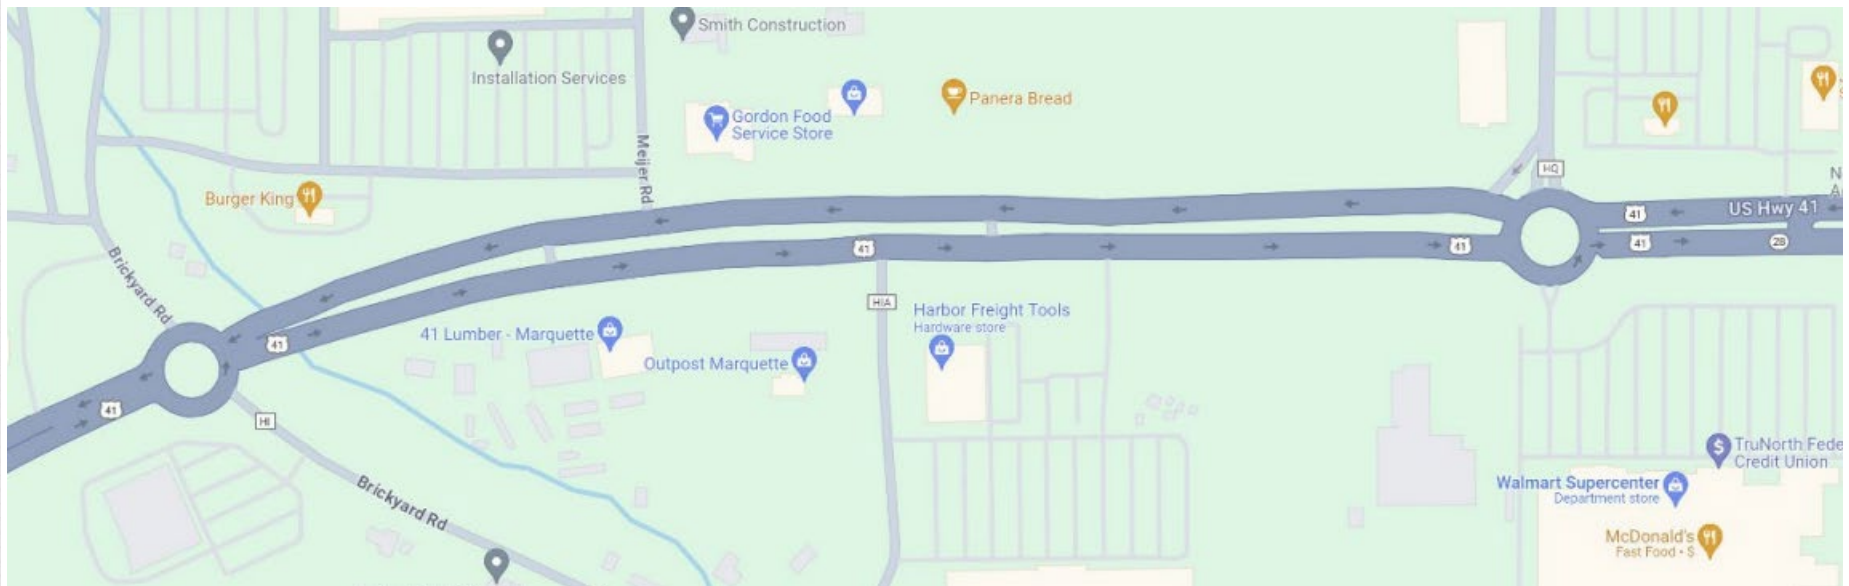 Smith Construction
Installation Services
Panera Bread
Gordon Food
Service Store
Meijer Rd
HQ
Burger King
41
US Hwy 41
41
41
41
28
Brickyard Rd
HIA
Harbor Freight Tools
Hardware store
41 Lumber - Marquette
41
Outpost Marquette
41
HI
Brickyard Rd
TruNorth Fede
Credit Union
Walmart Supercenter
Department store
McDonald's
Fast Food • $
N
A